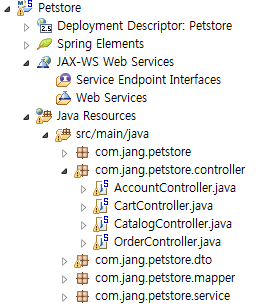 Petstore
Deployment Descriptor: Petstore
Spring Elements
JAX-WS Web Services
Service Endpoint Interfaces
Web Services
Java Resources
src/main/java
com.jang.petstore
com.jang.petstore.controller
AccountController.java
CartController.java
CatalogController.java
OrderController.java
com.jang.petstore.dto
com.jang.petstore.mapper
com.jang.petstore.service